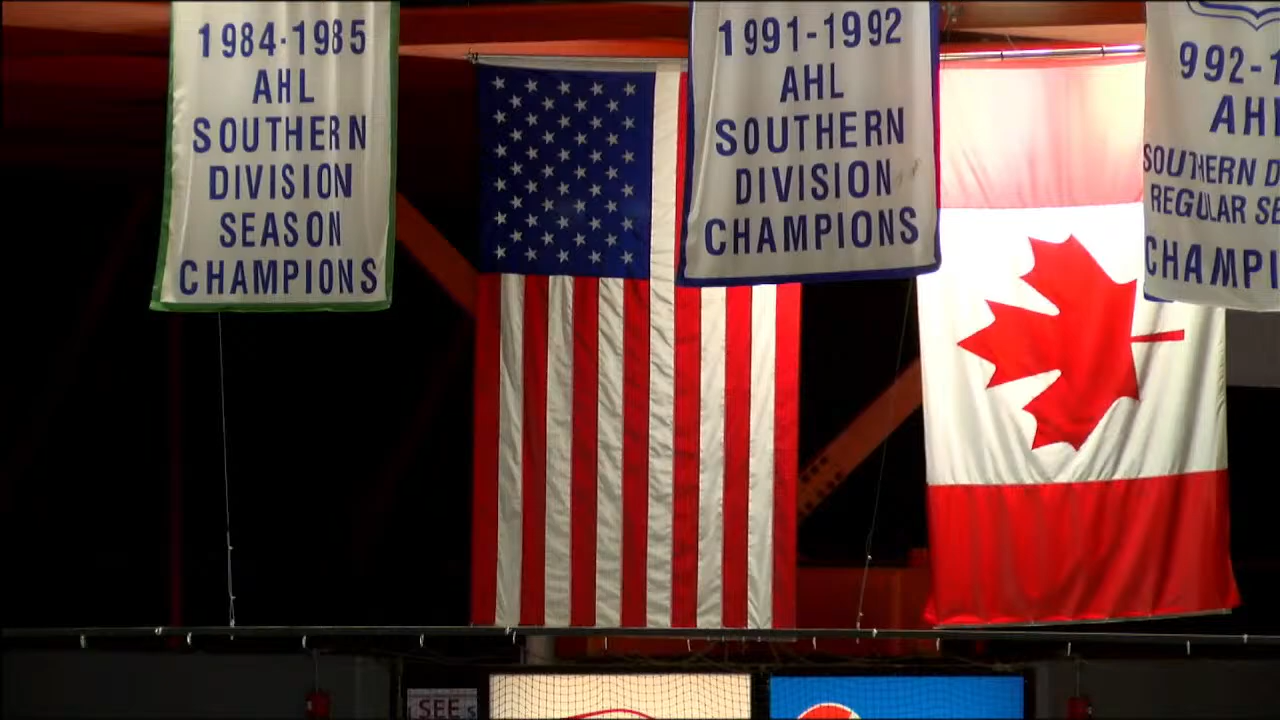 1984-1985
AHL
SOUTHERN
DIVISION
SEASON
CHAMPIONS
1991-1992
AHL
SOUTHERN
DIVISION
CHAMPIONS
992-1
AH
SOUTHERN D
REGULAR SE
CHAMPI
SEE